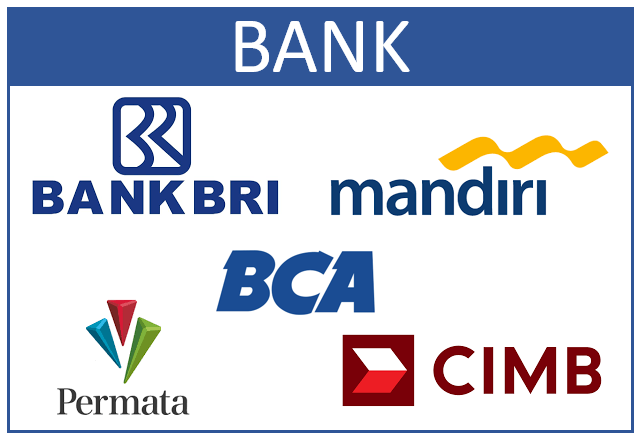 BANK
BANK BRI
mandiri
BCA
Permata
CIMB